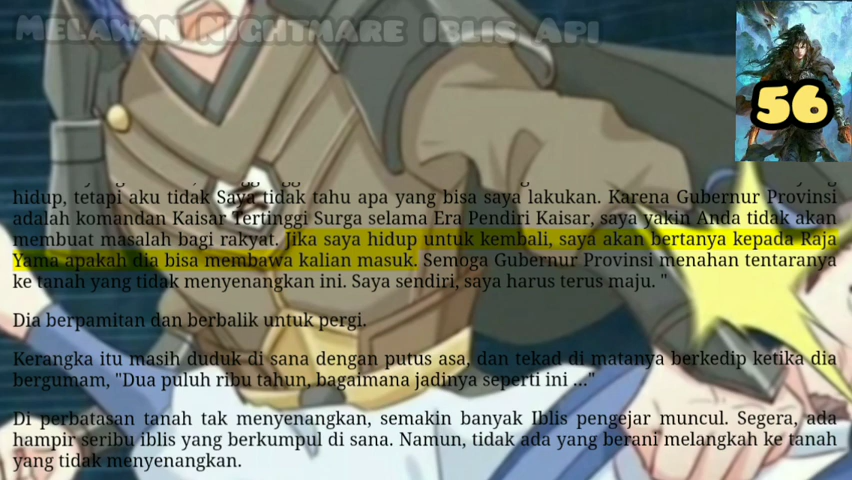 Melawan Nightmare Iblis Api
56
hidup, tetapi aku tidak Saya tidak tahu apa yang bisa saya lakukan. Karena Gubernur Provinsi
adalah komandan Kaisar Tertinggi Surga selama Era Pendiri Kaisar, saya yakin Anda tidak akan
membuat masalah bagi rakyat. Jika saya hidup untuk kembali, saya akan bertanya kepada Raja
Yama apakah dia bisa membawa kalian masuk. Semoga Gubernur Provinsi menahan tentaranya
ke tanah yang tidak menyenangkan ini. Saya sendiri, saya harus terus maju. "
Dia berpamitan dan berbalik untuk pergi.
Kerangka itu masih duduk di sana dengan putus asa, dan tekad di matanya berkedip ketika dia
bergumam, "Dua puluh ribu tahun, bagaimana jadinya seperti ini ..."
Di perbatasan tanah tak menyenangkan, semakin banyak Iblis pengejar muncul. Segera, ada
hampir seribu iblis yang berkumpul di sana. Namun, tidak ada yang berani melangkah ke tanah
yang tidak menyenangkan.